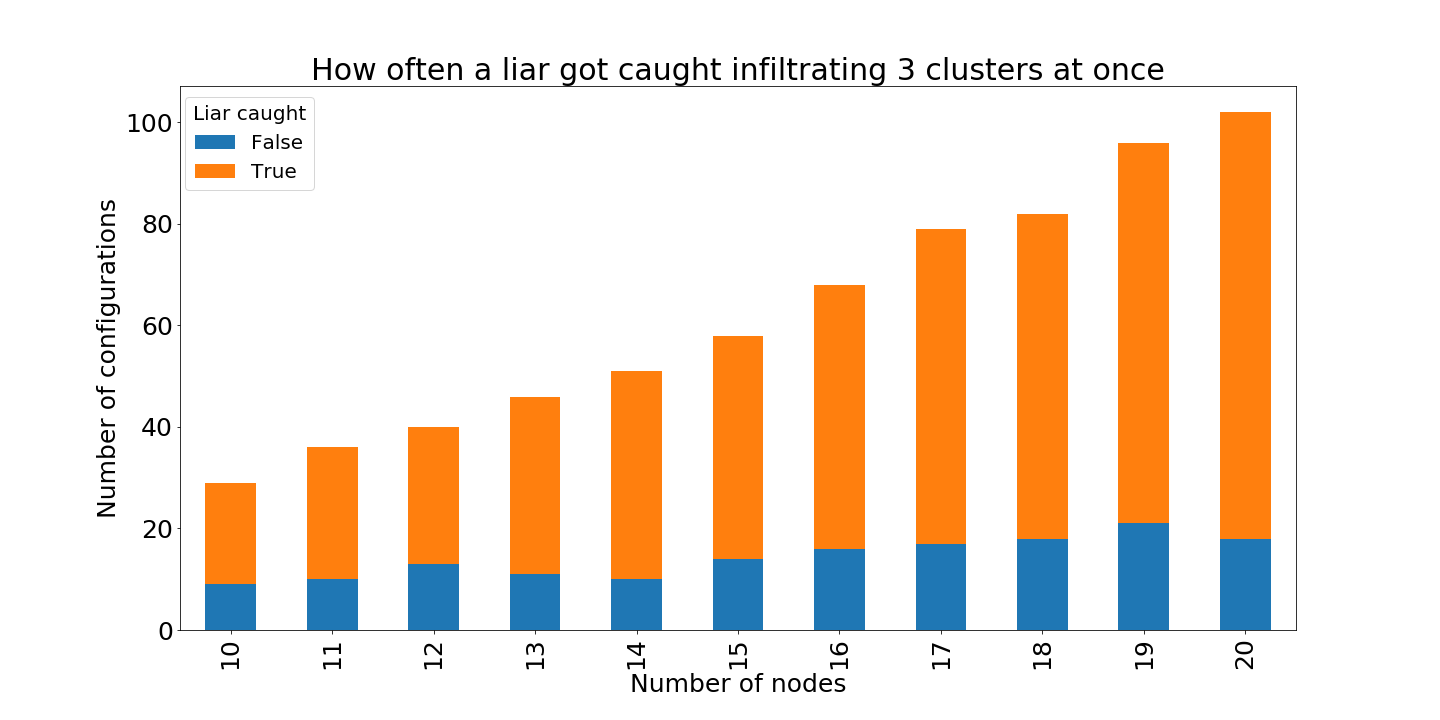 How often a liar got caught infiltrating 3 clusters at once
Liar caught
False
True
Number of configurations
100
80
60
40
20
0
10 11 12 13 14 15 16 17 18 19 20
Number of nodes